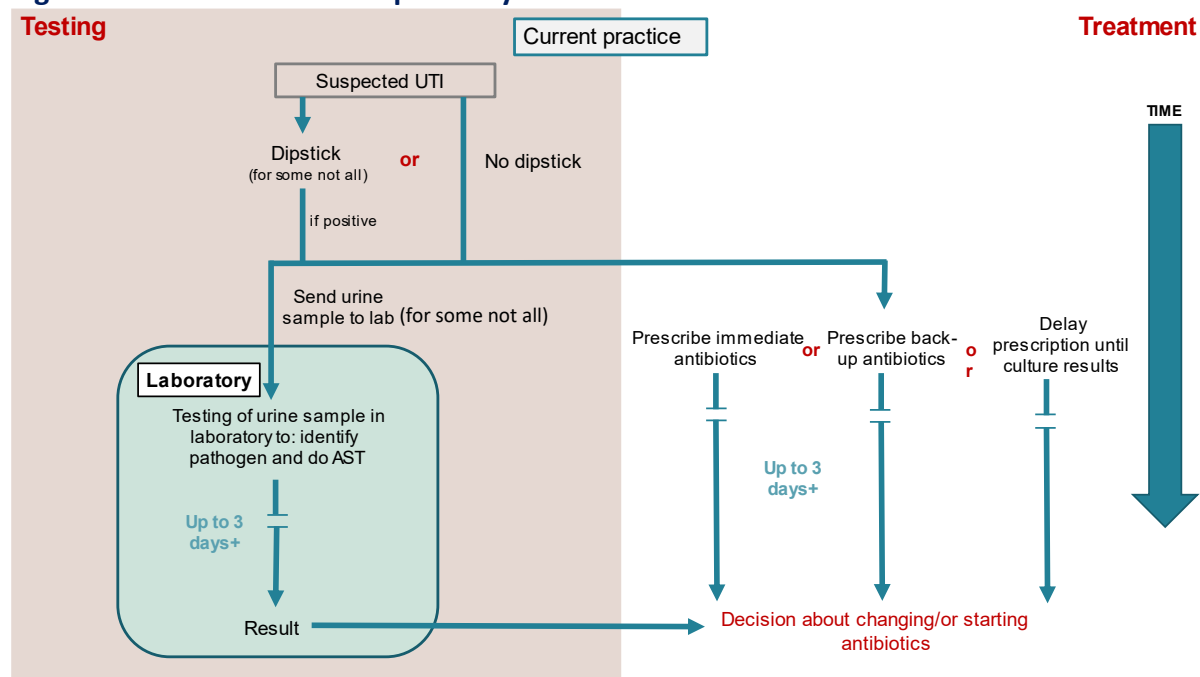 Testing
Current practice
Treatment
Suspected UTI
TIME
Dipstick
(for some not all)
or
No dipstick
if positive
Send urine
sample to lab (for some not all)
Prescribe immediate
antibiotics
or
Prescribe back-
up antibiotics
o
r
Delay
prescription until
culture results
Laboratory
Testing of urine sample in
laboratory to: identify
pathogen and do AST
Up to 3
days+
Up to 3
days+
Result
Decision about changing/or starting
antibiotics